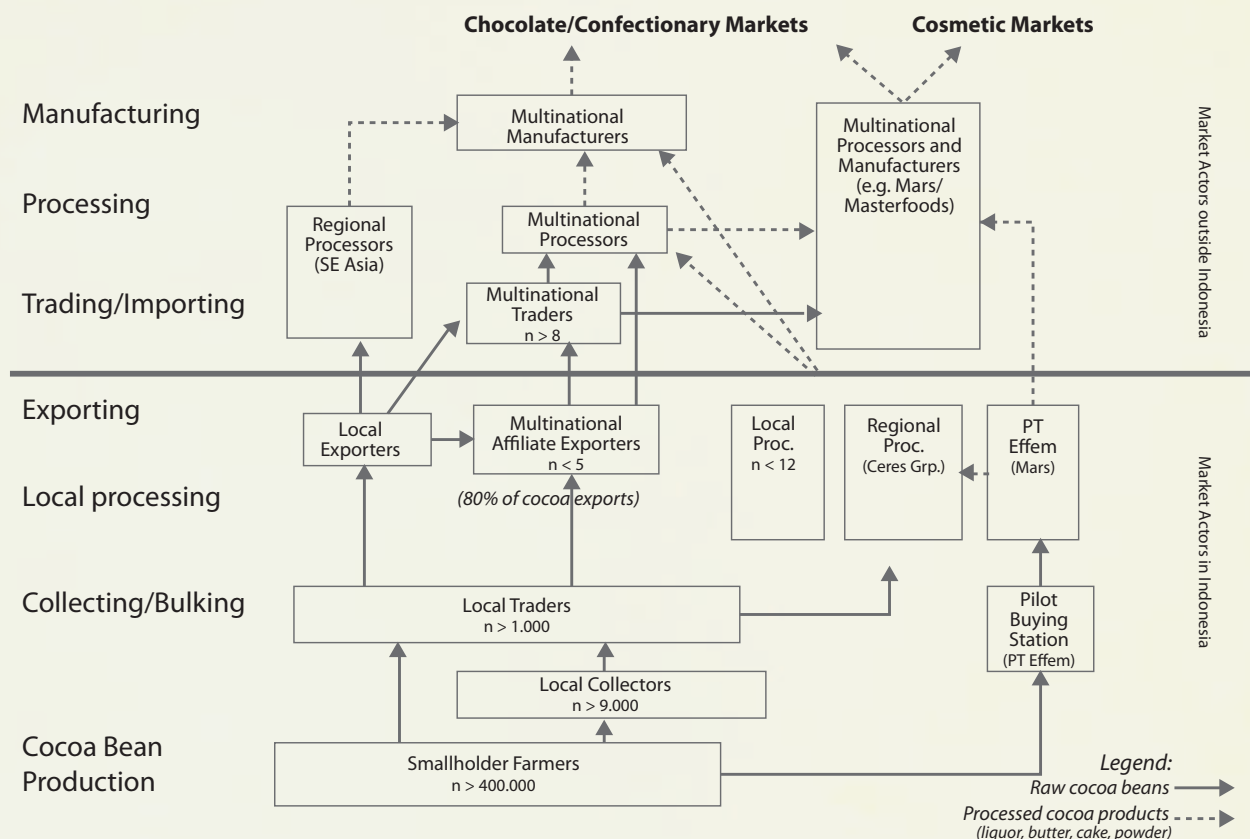 Chocolate/Confectionary Markets
Cosmetic Markets
Manufacturing
Multinational
Manufacturers
Multinational
Processors and
Manufacturers
(e.g. Mars/
Masterfoods)
Market Actors outside Indonesia
Processing
Regional
Processors
(SE Asia)
Multinational
Processors
Trading/Importing
Multinational
Traders
n > 8
Exporting
Local
Exporters
Multinational
Affiliate Exporters
n < 5
(80% of cocoa exports)
Local
Proc.
n < 12
Regional
Proc.
(Ceres Grp.)
PT
Effem
(Mars)
Market Actors in Indonesia
Local processing
Collecting/Bulking
Local Traders
n > 1.000
Pilot
Buying
Station
(PT Effem)
Local Collectors
n > 9.000
Cocoa Bean
Production
Smallholder Farmers
n > 400.000
Legend:
Raw cocoa beans
Processed cocoa products
(liquor, butter, cake, powder)